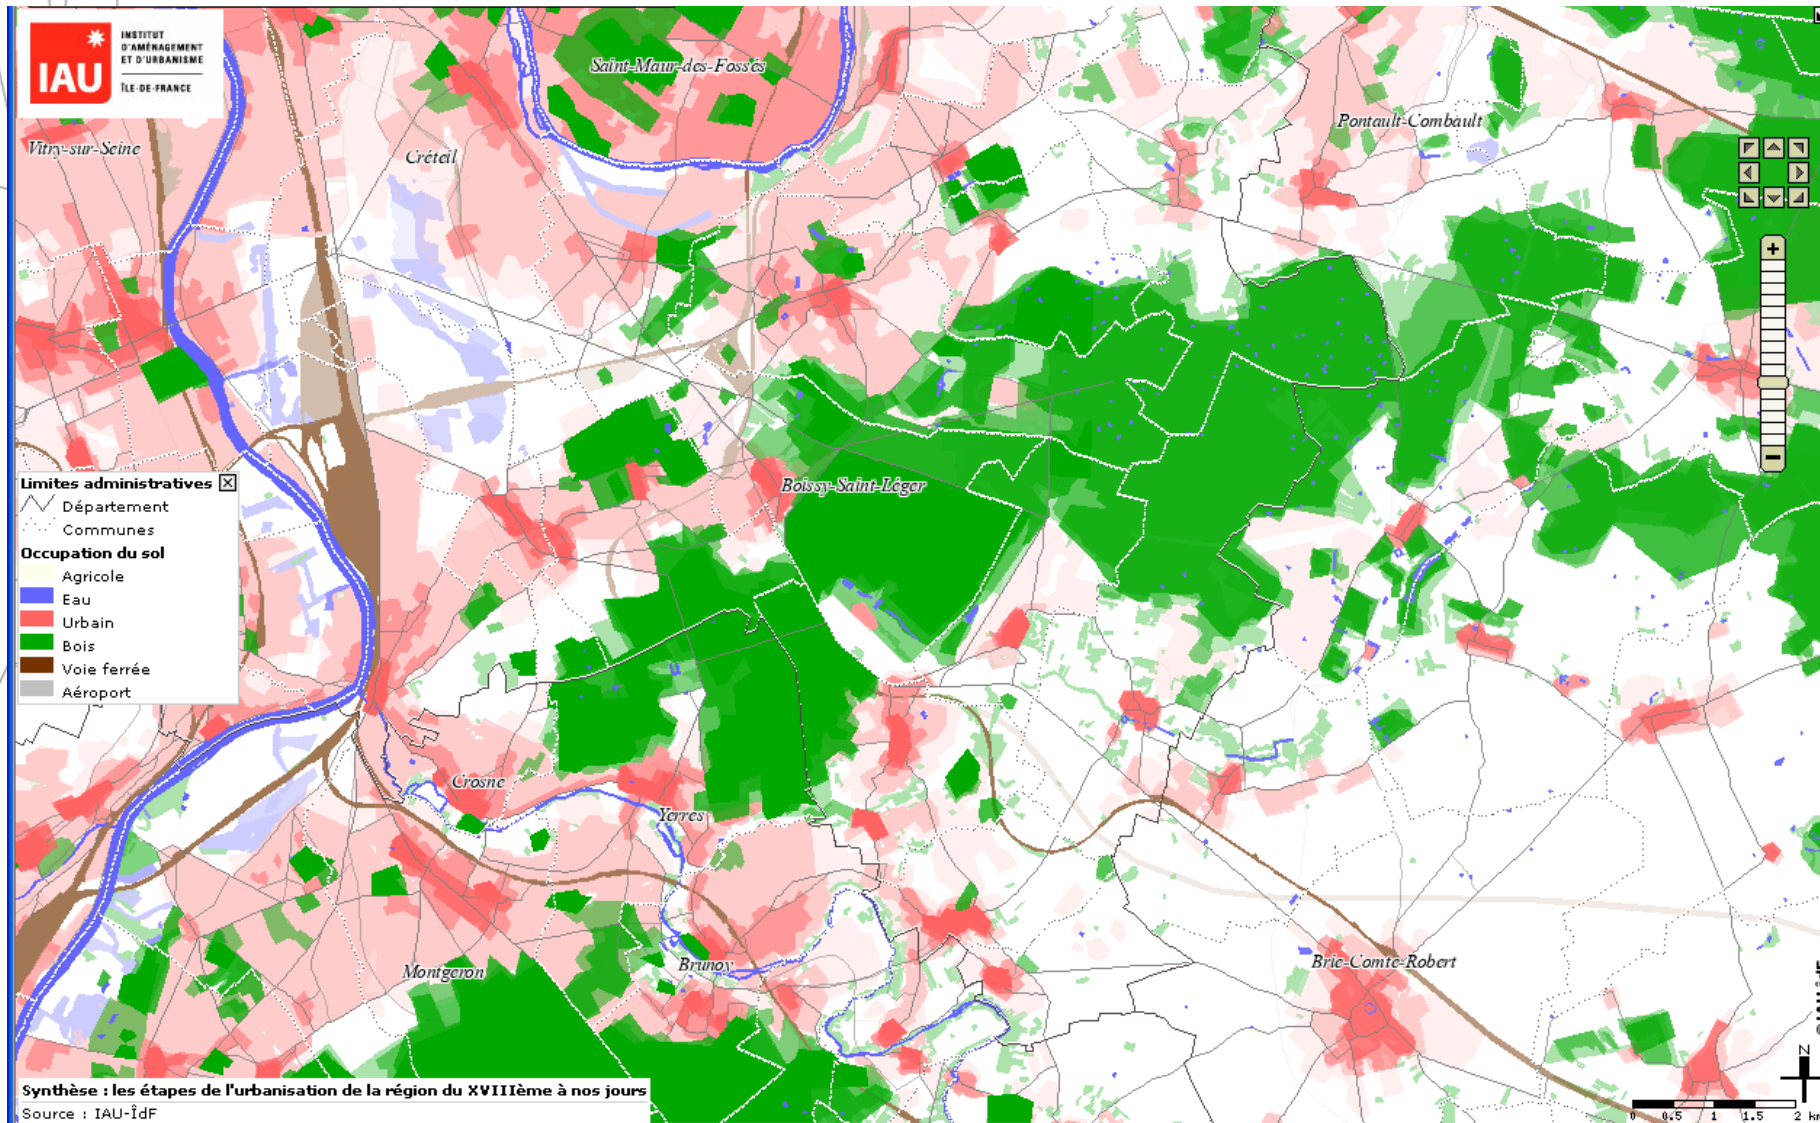 INSTITUT
D'AMÉNAGEMENT
ET D'URBANISME
IAU
ÎLE-DE-FRANCE
Saint-Maur-des-Fossés
Pontault-Combault
Vitry-sur-Seine
Créteil
Limites administratives
Département
Communes
Occupation du sol
Agricole
Eau
Urbain
Bois
Voie ferrée
Aéroport
Boissy-Saint-Léger
Crosne
Yerres
Montgeron
Brunoy
Brie-Comte-Robert
N
Synthèse : les étapes de l'urbanisation de la région du XVIIIème à nos jours
Source : IAU-ÎdF
0 0.5 1 1.5 2 km